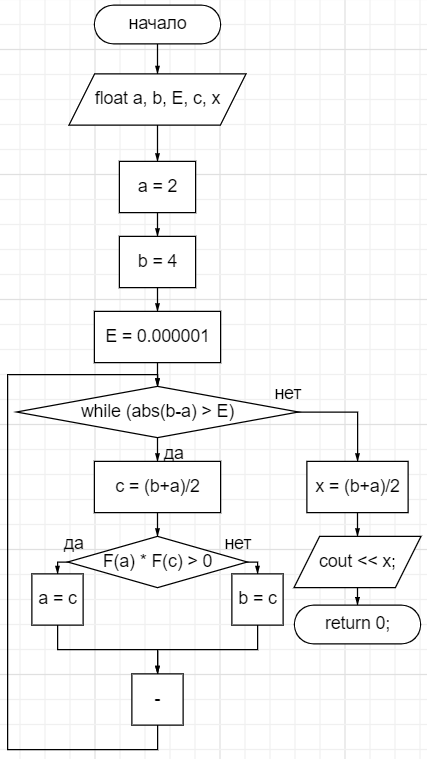 начало
float a, b, E, c, x
a = 2
b = 4
E = 0.000001
while (abs(b-a) > E)
нет
да
c = (b+a)/2
x = (b+a)/2
да
F(a) * F(c) > 0
нет
cout << x;
a = c
b = c
return 0;
-